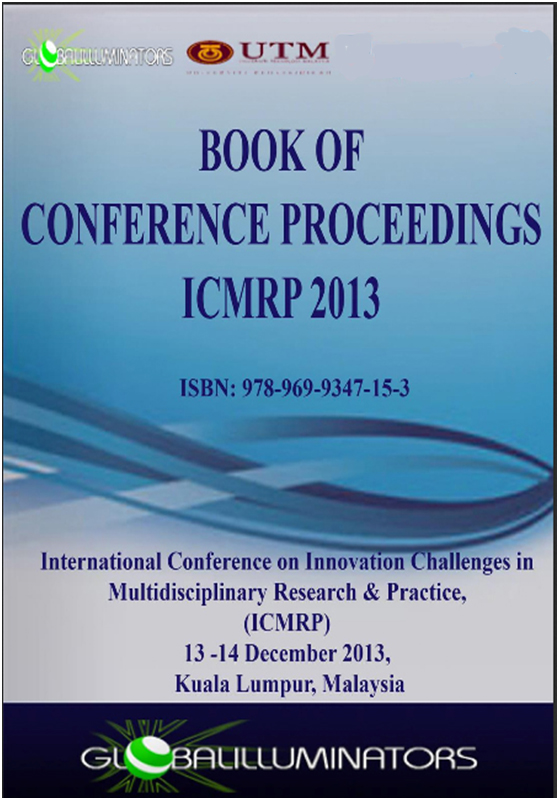 GLOBALILLUMINATORS
UTM
BOOK OF
CONFERENCE PROCEEDINGS
ICMRP 2013
ISBN: 978-969-9347-15-3
International Conference on Innovation Challenges in
Multidisciplinary Research & Practice,
(ICMRP)
13 -14 December 2013,
Kuala Lumpur, Malaysia
GLOBALILLUMINATORS